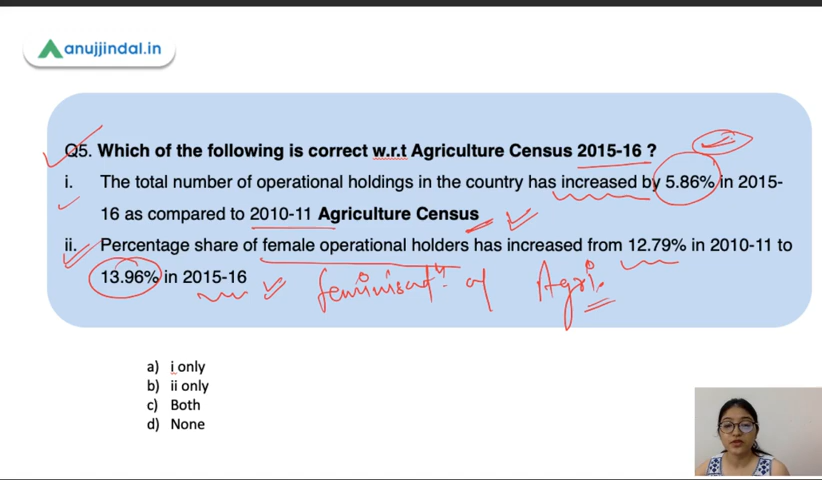 anujjindal.in
Q5. Which of the following is correct w.r.t Agriculture Census 2015-16 ?
i. The total number of operational holdings in the country has increased by 5.86% in 2015-
16 as compared to 2010-11 Agriculture Census
ii. Percentage share of female operational holders has increased from 12.79% in 2010-11 to
13.96% in 2015-16
of Agri.
a) i only
b) ii only
c) Both
d) None